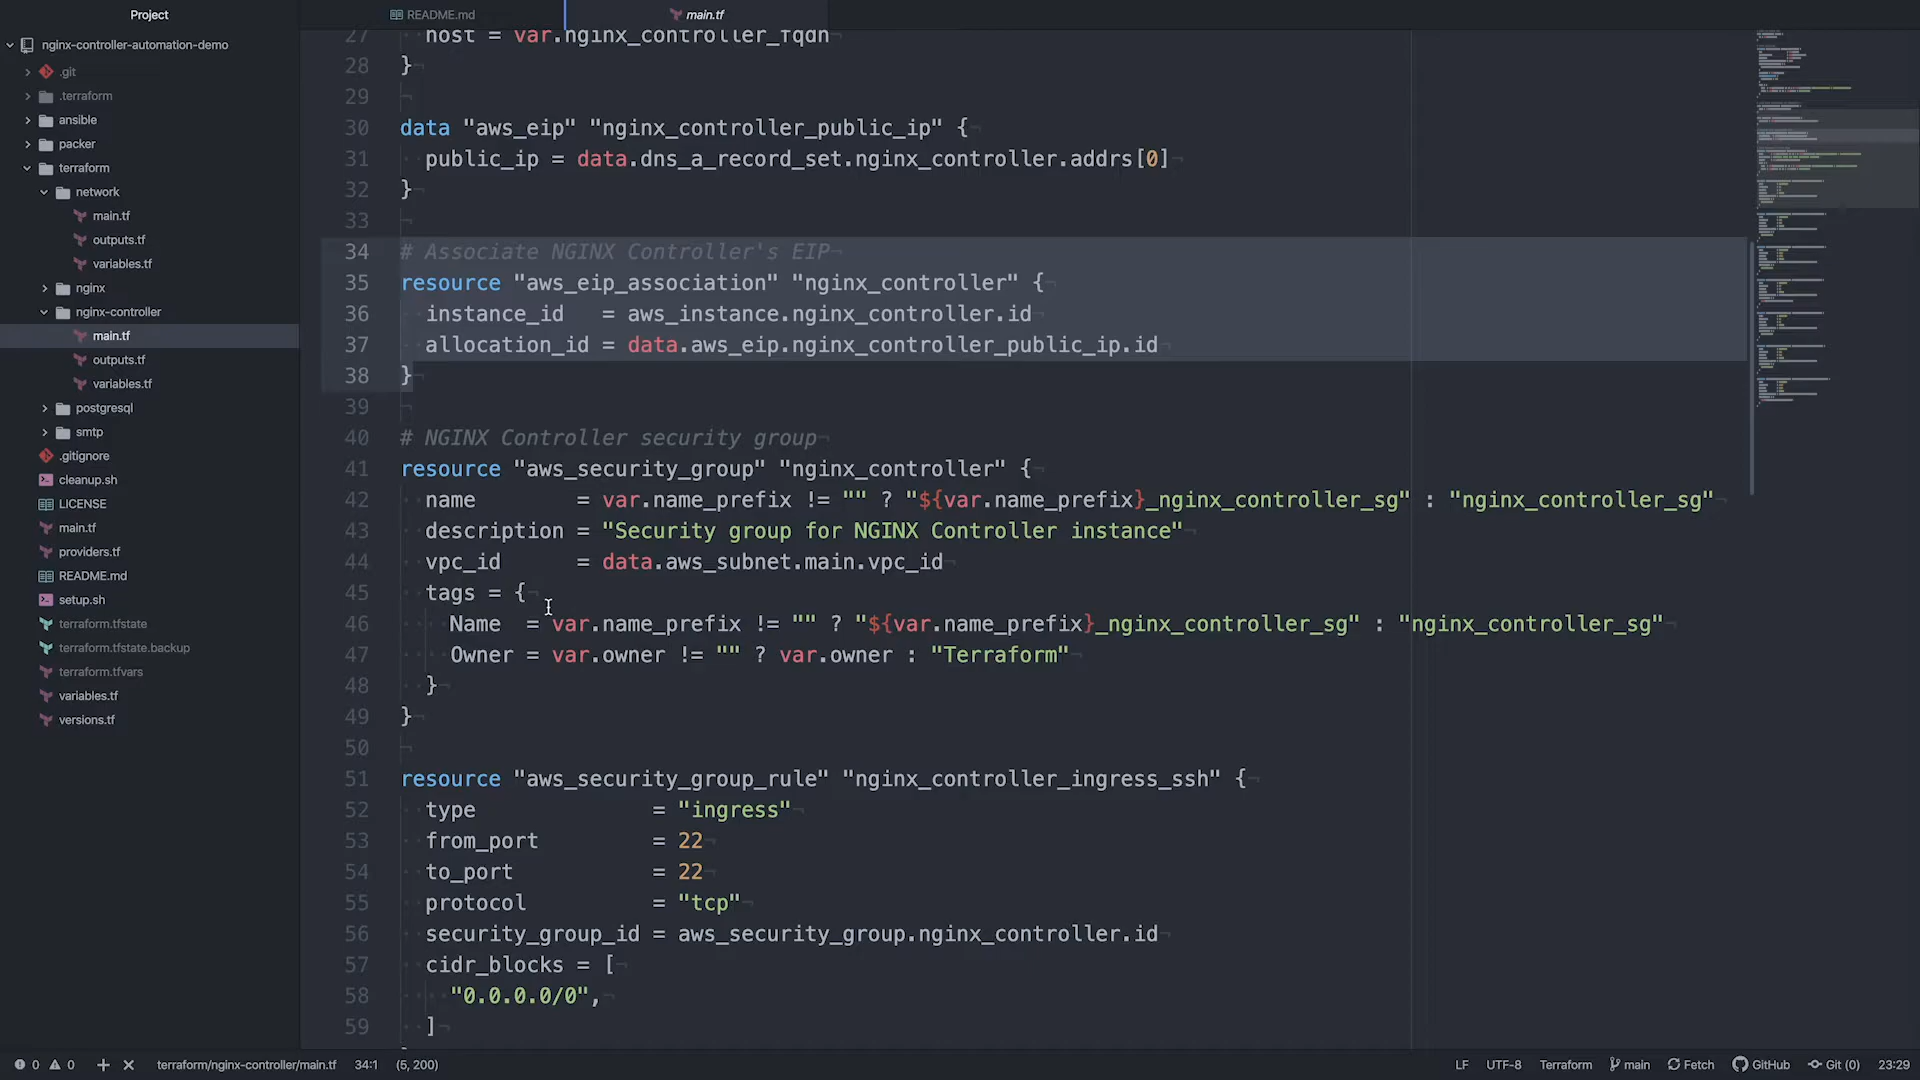 Project
README.md
main.tf
nginx-controller-automation-demo
.git
.terraform
ansible
packer
terraform
network
main.tf
outputs.tf
variables.tf
nginx
nginx-controller
main.tf
outputs.tf
variables.tf
postgresql
smtp
.gitignore
cleanup.sh
LICENSE
main.tf
providers.tf
README.md
setup.sh
terraform.tfstate
terraform.tfstate.backup
terraform.tfvars
variables.tf
versions.tf
27 host = var.nginx_controller_fqdn
28 }
29
30 data "aws_eip" "nginx_controller_public_ip" {
31 public_ip = data.dns_a_record_set.nginx_controller.addrs[0]
32 }
33
34 # Associate NGINX Controller's EIP
35 resource "aws_eip_association" "nginx_controller" {
36 instance_id = aws_instance.nginx_controller.id
37 allocation_id = data.aws_eip.nginx_controller_public_ip.id
38 }
39
40 # NGINX Controller security group
41 resource "aws_security_group" "nginx_controller" {
42 name = var.name_prefix != "" ? "${var.name_prefix}_nginx_controller_sg" : "nginx_controller_sg"
43 description = "Security group for NGINX Controller instance"
44 vpc_id = data.aws_subnet.main.vpc_id
45 tags = {
46 Name = var.name_prefix != "" ? "${var.name_prefix}_nginx_controller_sg" : "nginx_controller_sg"
47 Owner = var.owner != "" ? var.owner : "Terraform"
48 }
49 }
50
51 resource "aws_security_group_rule" "nginx_controller_ingress_ssh" {
52 type = "ingress"
53 from_port = 22
54 to_port = 22
55 protocol = "tcp"
56 security_group_id = aws_security_group.nginx_controller.id
57 cidr_blocks = [
58 "0.0.0.0/0",
59 ]
0 0 + × terraform/nginx-controller/main.tf 34:1 (5, 200) LF UTF-8 Terraform main Fetch GitHub Git (0) 23:29